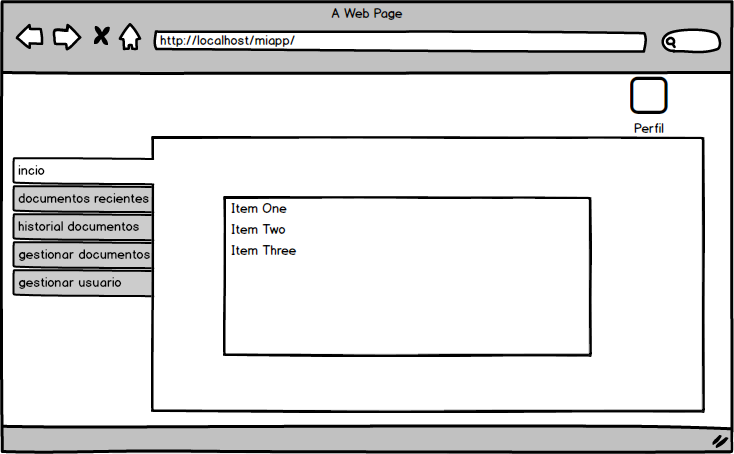 A Web Page
http://localhost/miapp/
Perfil
incio
documentos recientes
historial documentos
gestionar documentos
gestionar usuario
Item One
Item Two
Item Three